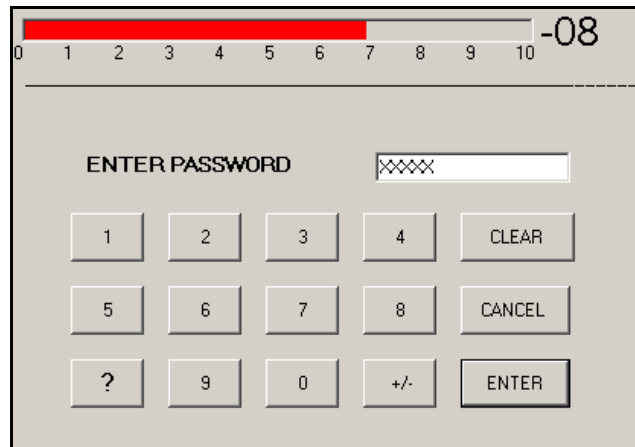 -08
0 1 2 3 4 5 6 7 8 9 10
ENTER PASSWORD XXXXX
1 2 3 4 CLEAR
5 6 7 8 CANCEL
? 9 0 +/- ENTER